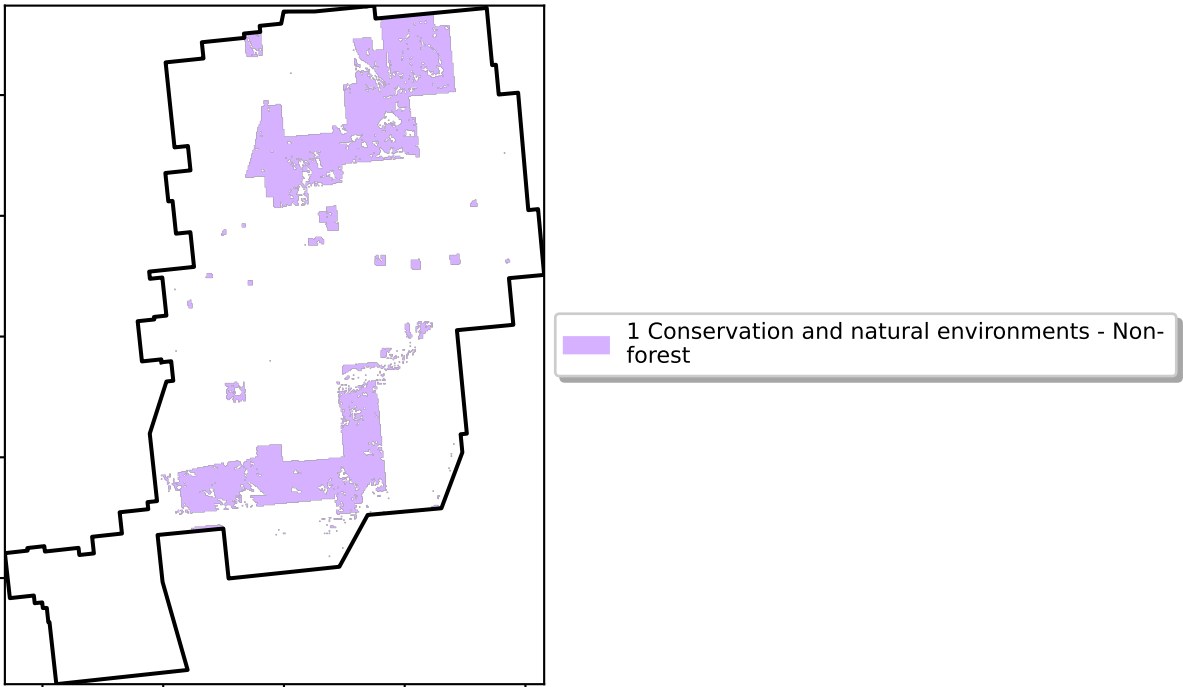 1 Conservation and natural environments - Non-
forest